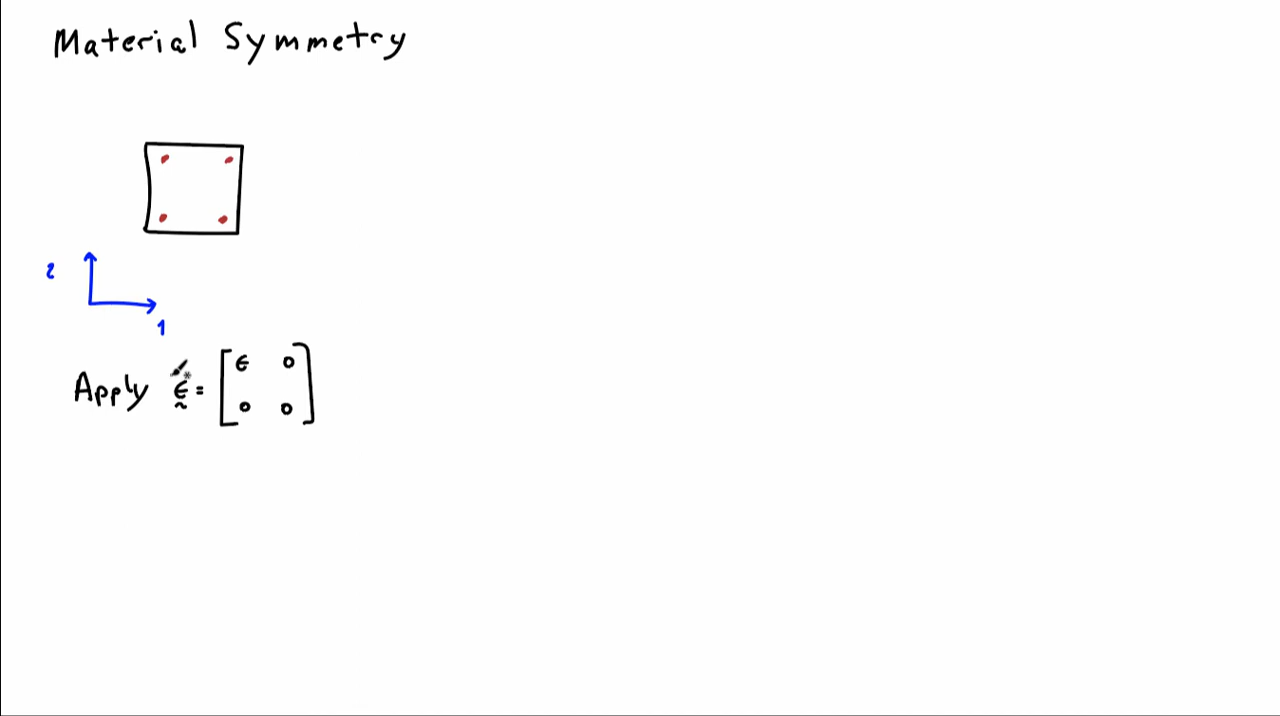 Material Symmetry
2
1
Apply ε̰ = [ε 0
0 0]